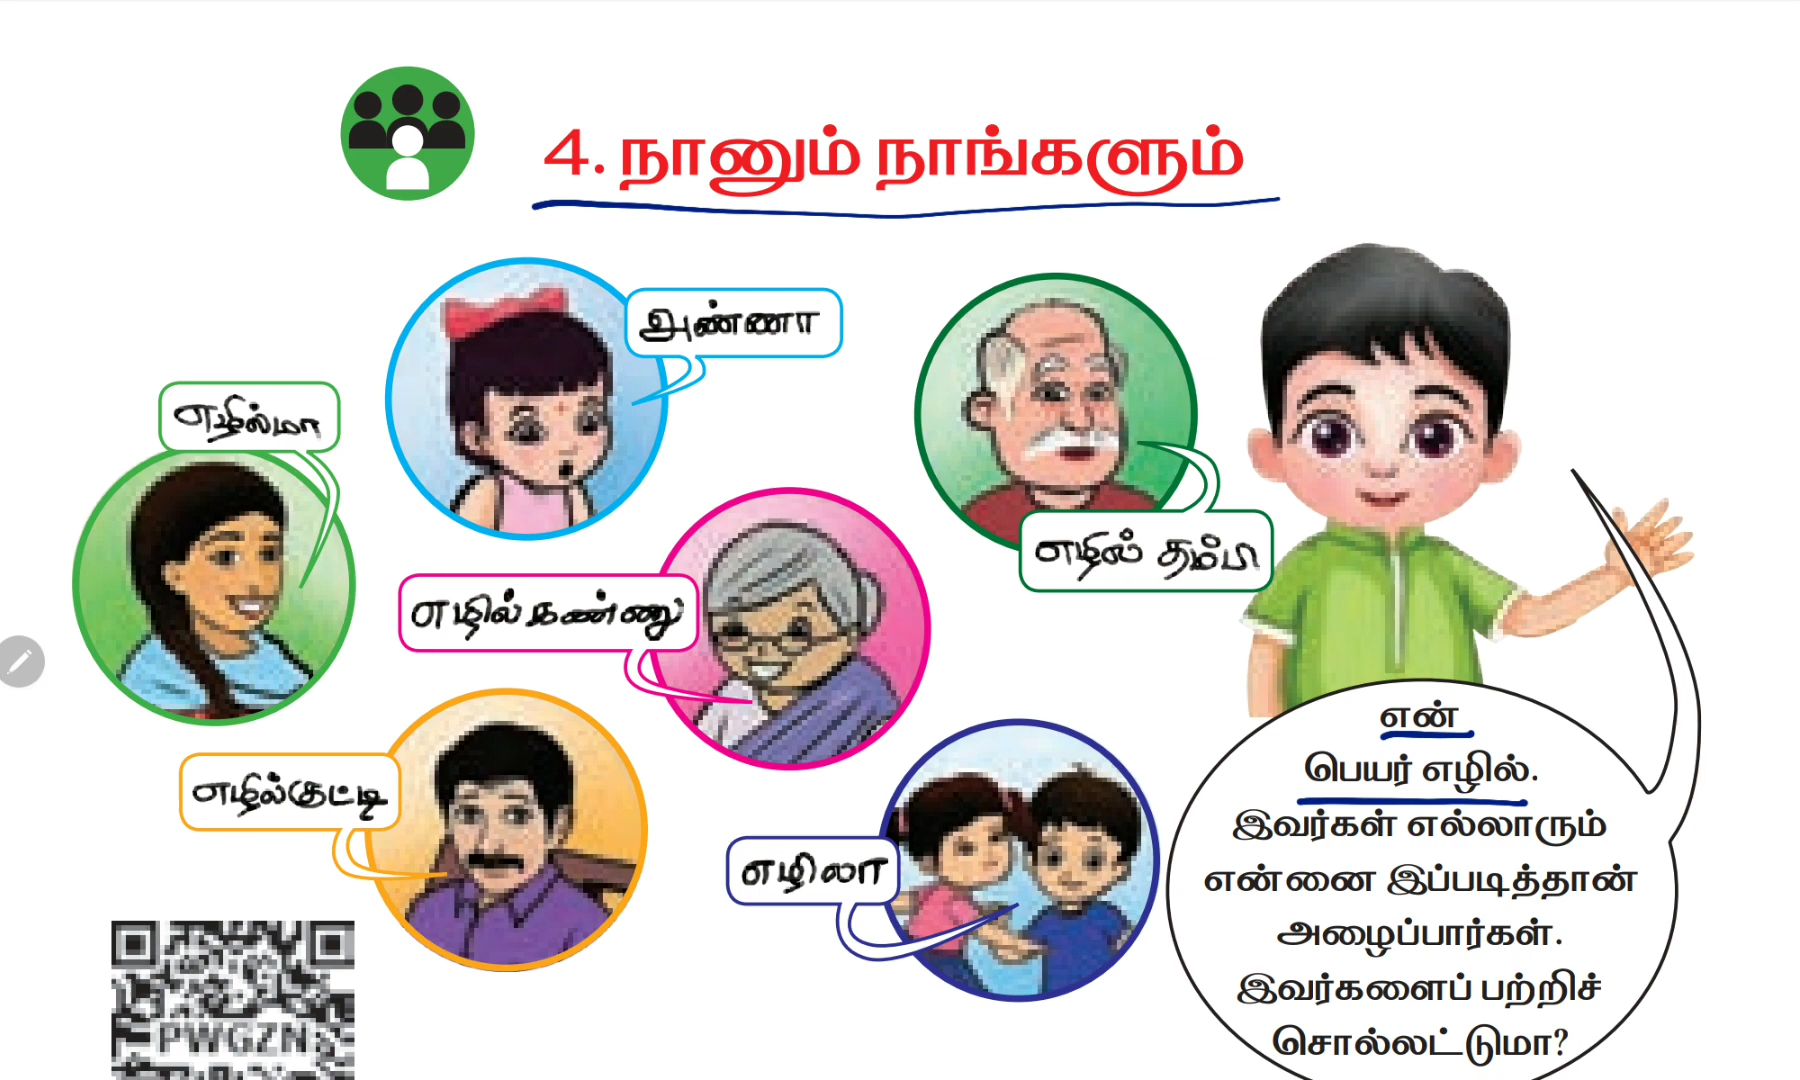 4. நானும் நாங்களும்
அண்ணா
எழில்மா
எழில் தம்பி
எழில்கண்ணு
எழில்குட்டி
எழிலா
என்
பெயர் எழில்.
இவர்கள் எல்லாரும்
என்னை இப்படித்தான்
அழைப்பார்கள்.
இவர்களைப் பற்றிச்
சொல்லட்டுமா?
PWGZN